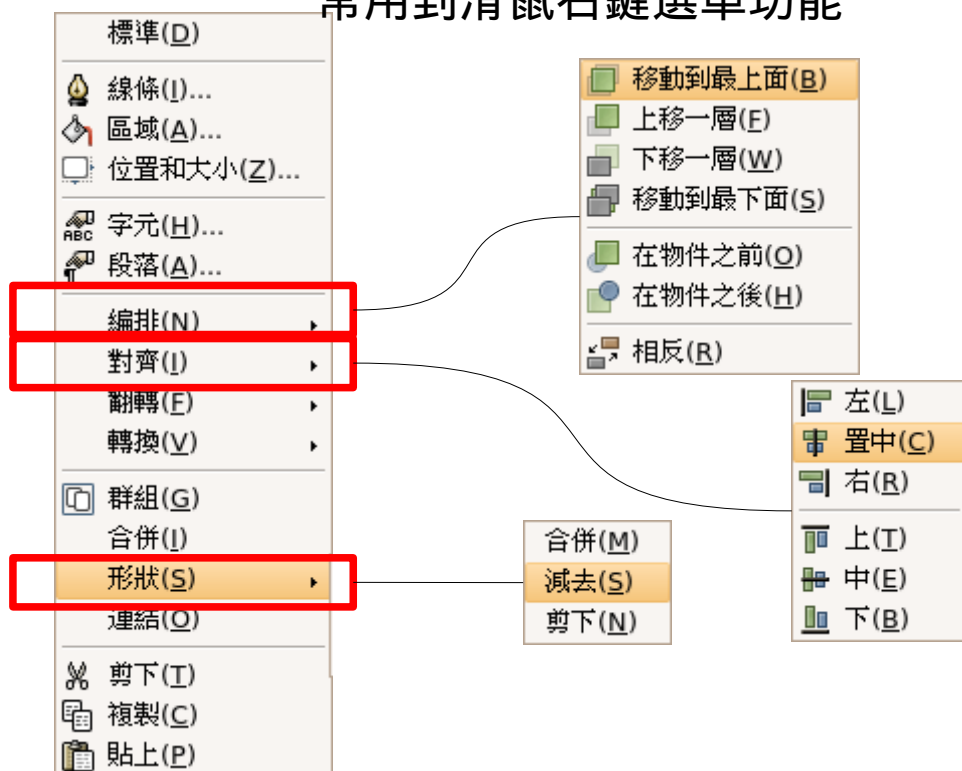 常用到滑鼠右鍵選單功能
標準(D)
線條(I)...
區域(A)...
位置和大小(Z)...
字元(H)...
段落(A)...
編排(N)
對齊(I)
翻轉(F)
轉換(V)
群組(G)
合併(I)
形狀(S)
連結(O)
剪下(T)
複製(C)
貼上(P)
移動到最上面(B)
上移一層(F)
下移一層(W)
移動到最下面(S)
在物件之前(O)
在物件之後(H)
相反(R)
左(L)
置中(C)
右(R)
上(T)
中(E)
下(B)
合併(M)
減去(S)
剪下(N)
ABC